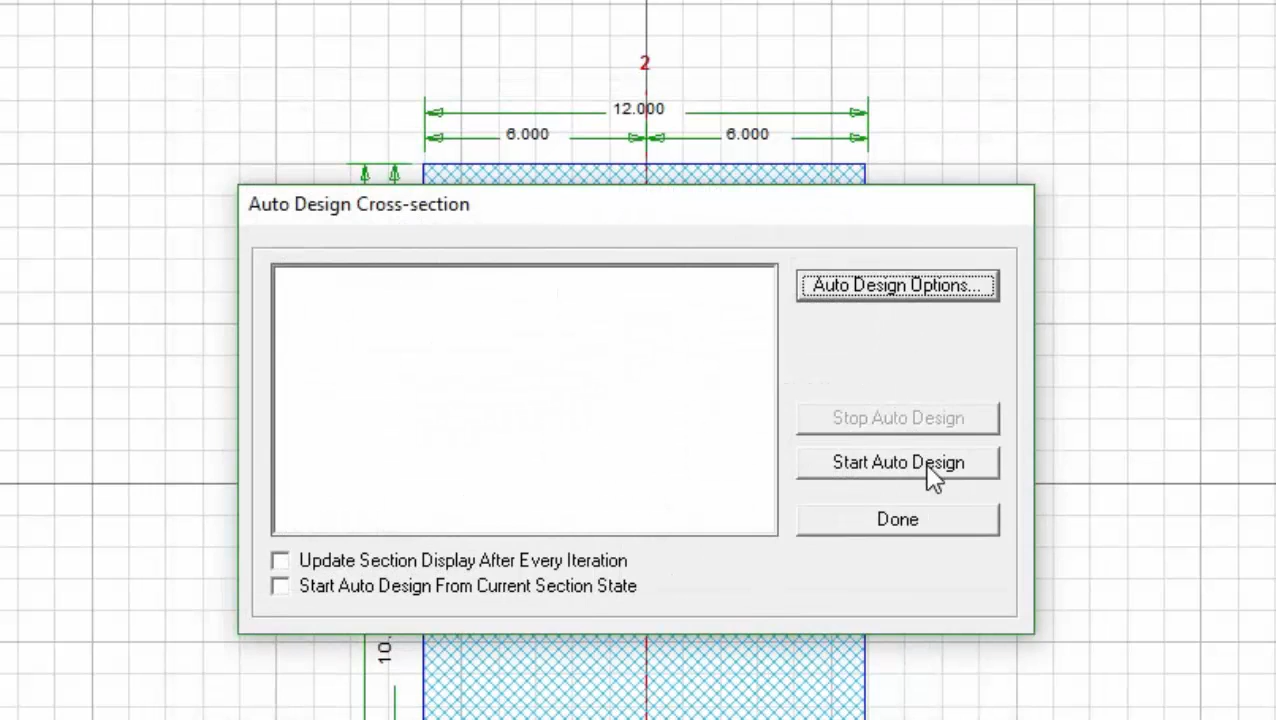 2
12.000
6.000
6.000
Auto Design Cross-section
Auto Design Options...
Stop Auto Design
Start Auto Design
Done
Update Section Display After Every Iteration
Start Auto Design From Current Section State
10.